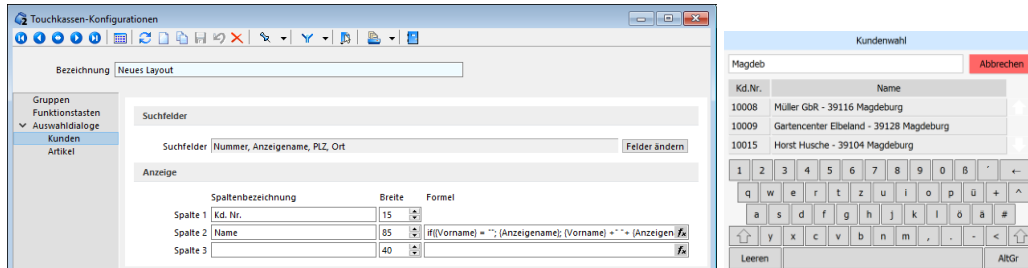 Touchkassen-Konfigurationen
Bezeichnung Neues Layout
Gruppen
Funktionstasten
Auswahldialoge
Kunden
Artikel
Suchfelder
Suchfelder Nummer, Anzeigename, PLZ, Ort Felder ändern
Anzeige
Spaltenbezeichnung Breite Formel
Spalte 1 Kd. Nr. 15
Spalte 2 Name 85 if((Vorname) = ""; (Anzeigename); (Vorname) +" "+ (Anzeigen fx
Spalte 3 40 fx
Kundenwahl
Magdeb Abbrechen
Kd.Nr. Name
10008 Müller GbR - 39116 Magdeburg
10009 Gartencenter Elbeland - 39128 Magdeburg
10015 Horst Husche - 39104 Magdeburg
1 2 3 4 5 6 7 8 9 0 ß ´ ←
q w e r t z u i o p ü + ^
a s d f g h j k l ö ä #
y x c v b n m , . - <
Leeren AltGr